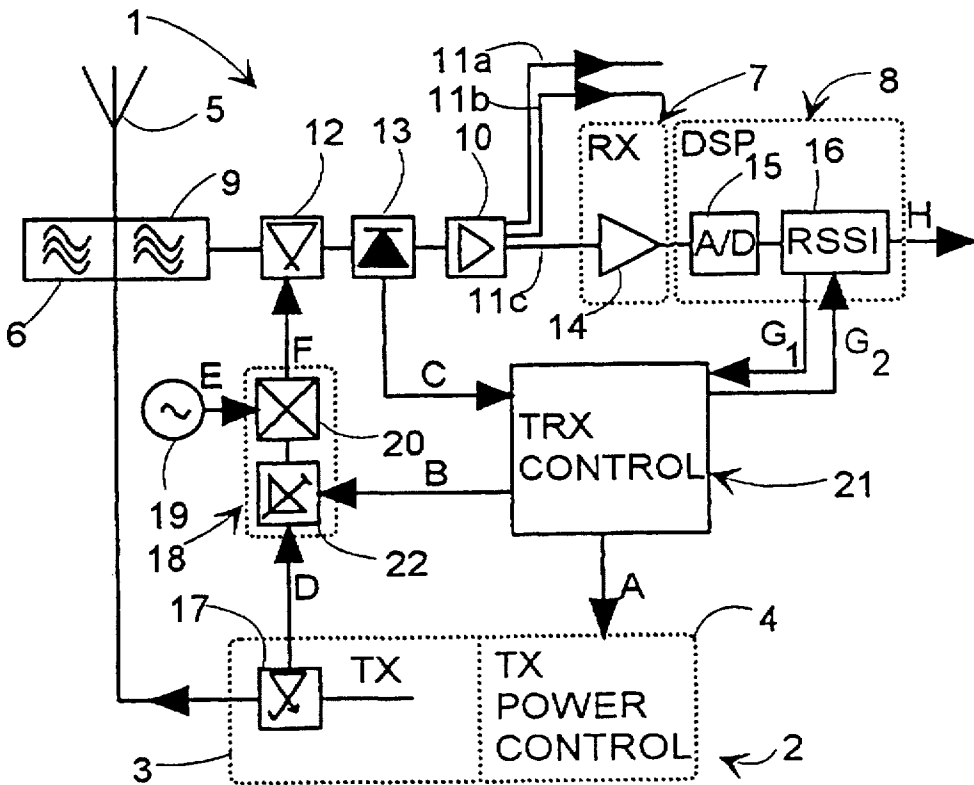 1
11a
11b
7
8
5
12
13
10
RX
DSP
15
16
9
A/D
RSSI
H
11c
14
6
F
C
G1
G2
E
20
TRX
CONTROL
B
21
19
18
22
D
A
17
4
TX
TX
POWER
CONTROL
3
2